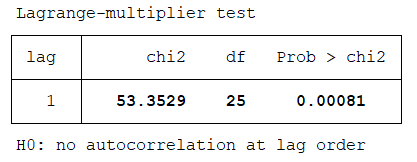 Lagrange-multiplier test
lag chi2 df Prob > chi2
1 53.3529 25 0.00081
H0: no autocorrelation at lag order